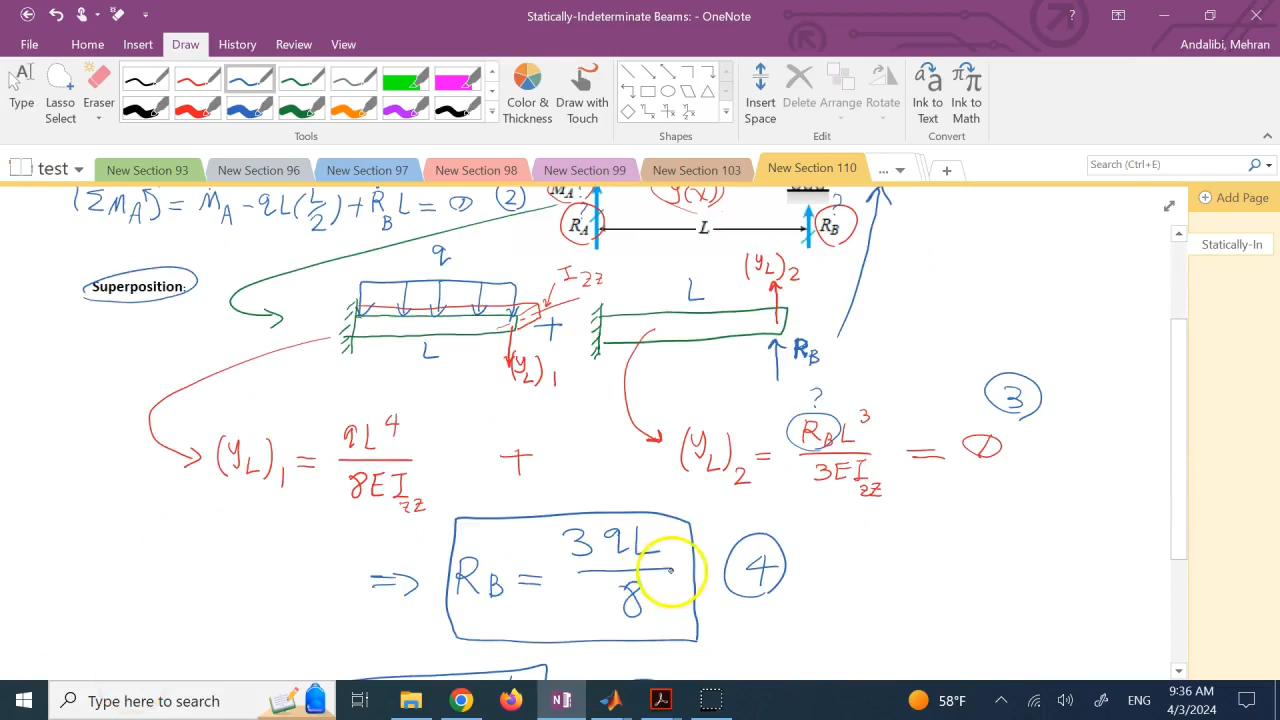 Statically-Indeterminate Beams: - OneNote
File Home Insert Draw History Review View
Andalibi, Mehran
Type
Lasso Select
Eraser
Color & Thickness
Draw with Touch
Insert Space
Delete
Arrange
Rotate
Ink to Text
Ink to Math
Tools
Shapes
Edit
Convert
test
New Section 93
New Section 96
New Section 97
New Section 98
New Section 99
New Section 103
New Section 110
...
Search (Ctrl+E)
Add Page
Statically-In
(ΣM_A) = M_A - qL(L/2) + R_B L = 0 (2)
M_A ?
y(x)
R_A ?
L
R_B ?
Superposition:
q
I_zz
+
L
(y_L)_1
L
(y_L)_2
R_B
(y_L)_1 = qL^4 / 8EI_zz + (y_L)_2 = R_B L^3 / 3EI_zz = 0
?
3
=> R_B = 3qL / 8
4
Type here to search
58°F
ENG
9:36 AM
4/3/2024